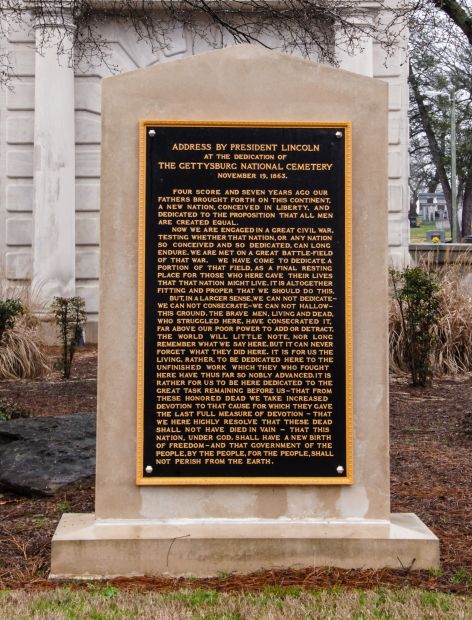 ADDRESS BY PRESIDENT LINCOLN
AT THE DEDICATION OF
THE GETTYSBURG NATIONAL CEMETERY
NOVEMBER 19, 1863.
FOUR SCORE AND SEVEN YEARS AGO OUR
FATHERS BROUGHT FORTH ON THIS CONTINENT,
A NEW NATION, CONCEIVED IN LIBERTY, AND
DEDICATED TO THE PROPOSITION THAT ALL MEN
ARE CREATED EQUAL.
NOW WE ARE ENGAGED IN A GREAT CIVIL WAR,
TESTING WHETHER THAT NATION, OR ANY NATION
SO CONCEIVED AND SO DEDICATED, CAN LONG
ENDURE. WE ARE MET ON A GREAT BATTLE-FIELD
OF THAT WAR. WE HAVE COME TO DEDICATE A
PORTION OF THAT FIELD, AS A FINAL RESTING
PLACE FOR THOSE WHO HERE GAVE THEIR LIVES
THAT THAT NATION MIGHT LIVE. IT IS ALTOGETHER
FITTING AND PROPER THAT WE SHOULD DO THIS.
BUT, IN A LARGER SENSE, WE CAN NOT DEDICATE-
WE CAN NOT CONSECRATE-WE CAN NOT HALLOW-
THIS GROUND. THE BRAVE MEN, LIVING AND DEAD,
WHO STRUGGLED HERE, HAVE CONSECRATED IT,
FAR ABOVE OUR POOR POWER TO ADD OR DETRACT.
THE WORLD WILL LITTLE NOTE, NOR LONG
REMEMBER WHAT WE SAY HERE, BUT IT CAN NEVER
FORGET WHAT THEY DID HERE. IT IS FOR US THE
LIVING, RATHER, TO BE DEDICATED HERE TO THE
UNFINISHED WORK WHICH THEY WHO FOUGHT
HERE HAVE THUS FAR SO NOBLY ADVANCED. IT IS
RATHER FOR US TO BE HERE DEDICATED TO THE
GREAT TASK REMAINING BEFORE US-THAT FROM
THESE HONORED DEAD WE TAKE INCREASED
DEVOTION TO THAT CAUSE FOR WHICH THEY GAVE
THE LAST FULL MEASURE OF DEVOTION - THAT
WE HERE HIGHLY RESOLVE THAT THESE DEAD
SHALL NOT HAVE DIED IN VAIN - THAT THIS
NATION, UNDER GOD, SHALL HAVE A NEW BIRTH
OF FREEDOM-AND THAT GOVERNMENT OF THE
PEOPLE, BY THE PEOPLE, FOR THE PEOPLE, SHALL
NOT PERISH FROM THE EARTH.